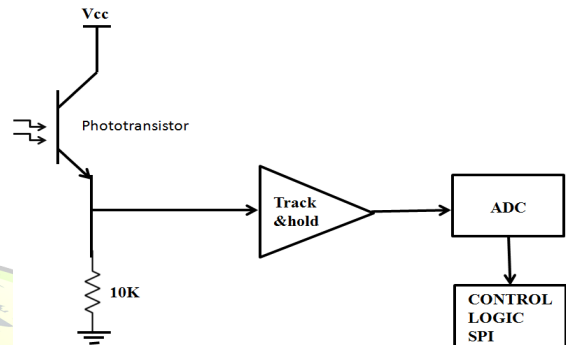 Vcc
Phototransistor
Track
&hold
ADC
10K
CONTROL
LOGIC
SPI